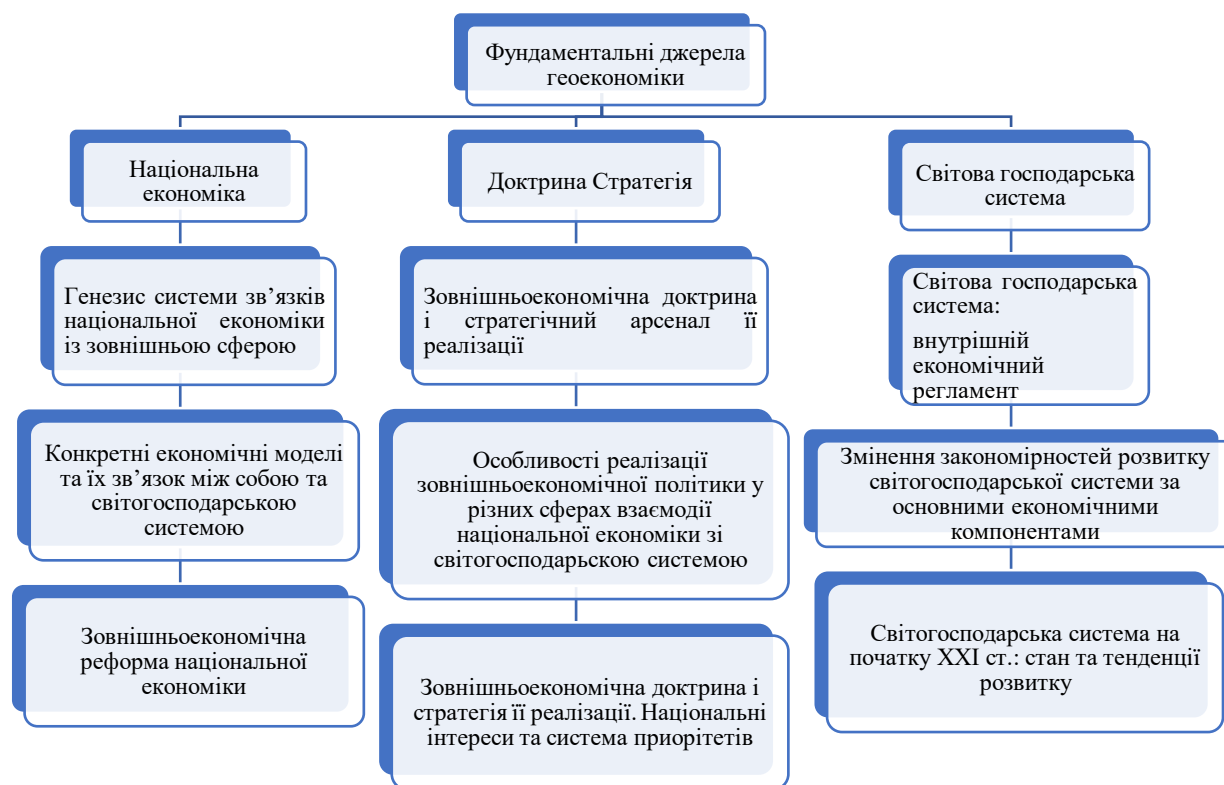 Фундаментальні джерела
геоекономіки
Національна
економіка
Доктрина Стратегія
Світова господарська
система
Генезис системи зв’язків
національної економіки
із зовнішньою сферою
Зовнішньоекономічна доктрина
і стратегічний арсенал її
реалізації
Світова господарська
система:
внутрішній
економічний
регламент
Конкретні економічні моделі
та їх зв’язок між собою та
світогосподарською
системою
Особливості реалізації
зовнішньоекономічної політики у
різних сферах взаємодії
національної економіки зі
світогосподарьскою системою
Змінення закономірностей розвитку
світогосподарської системи за
основними економічними
компонентами
Зовнішньоекономічна
реформа національної
економіки
Зовнішньоекономічна доктрина і
стратегія її реалізації. Національні
інтереси та система приорітетів
Світогосподарська система на
початку XXI ст.: стан та тенденції
розвитку